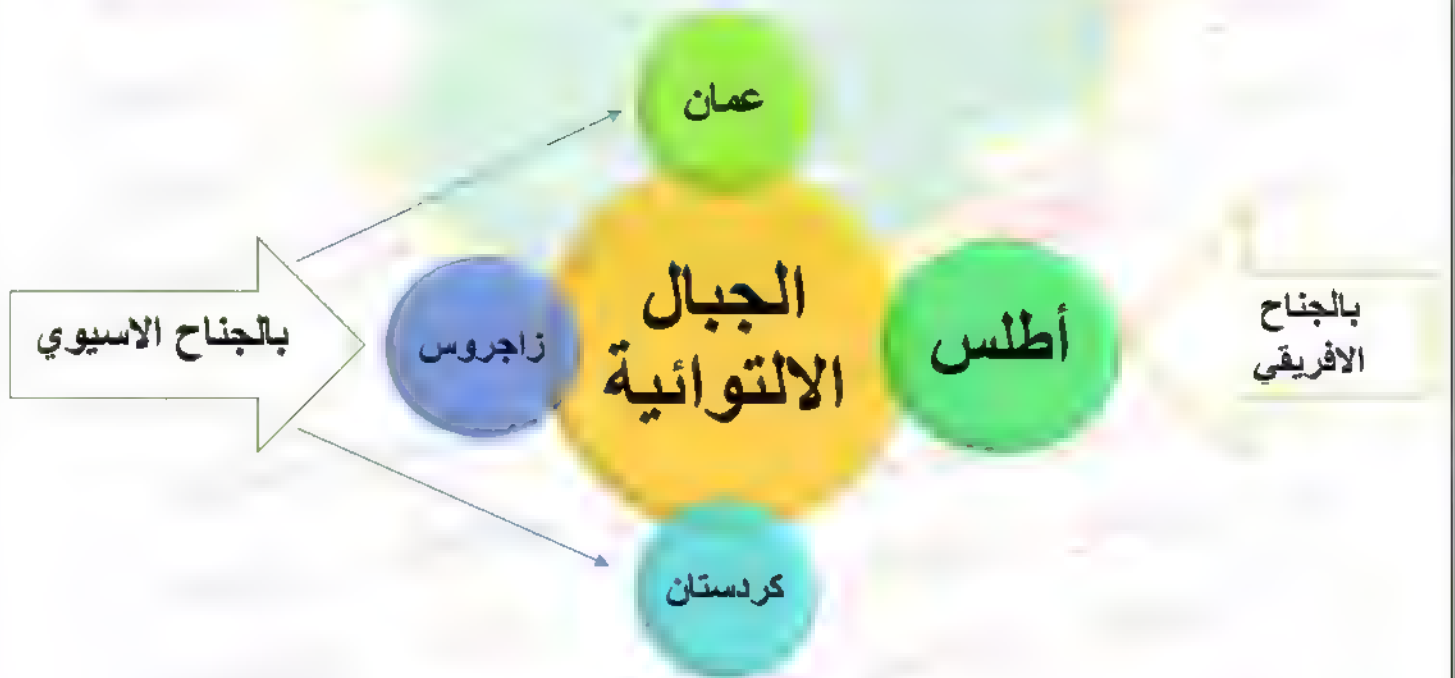 عمان
الجبال
الالتوائية
أطلس
بالجناح
الافريقي
زاجروس
بالجناح الاسيوي
كردستان